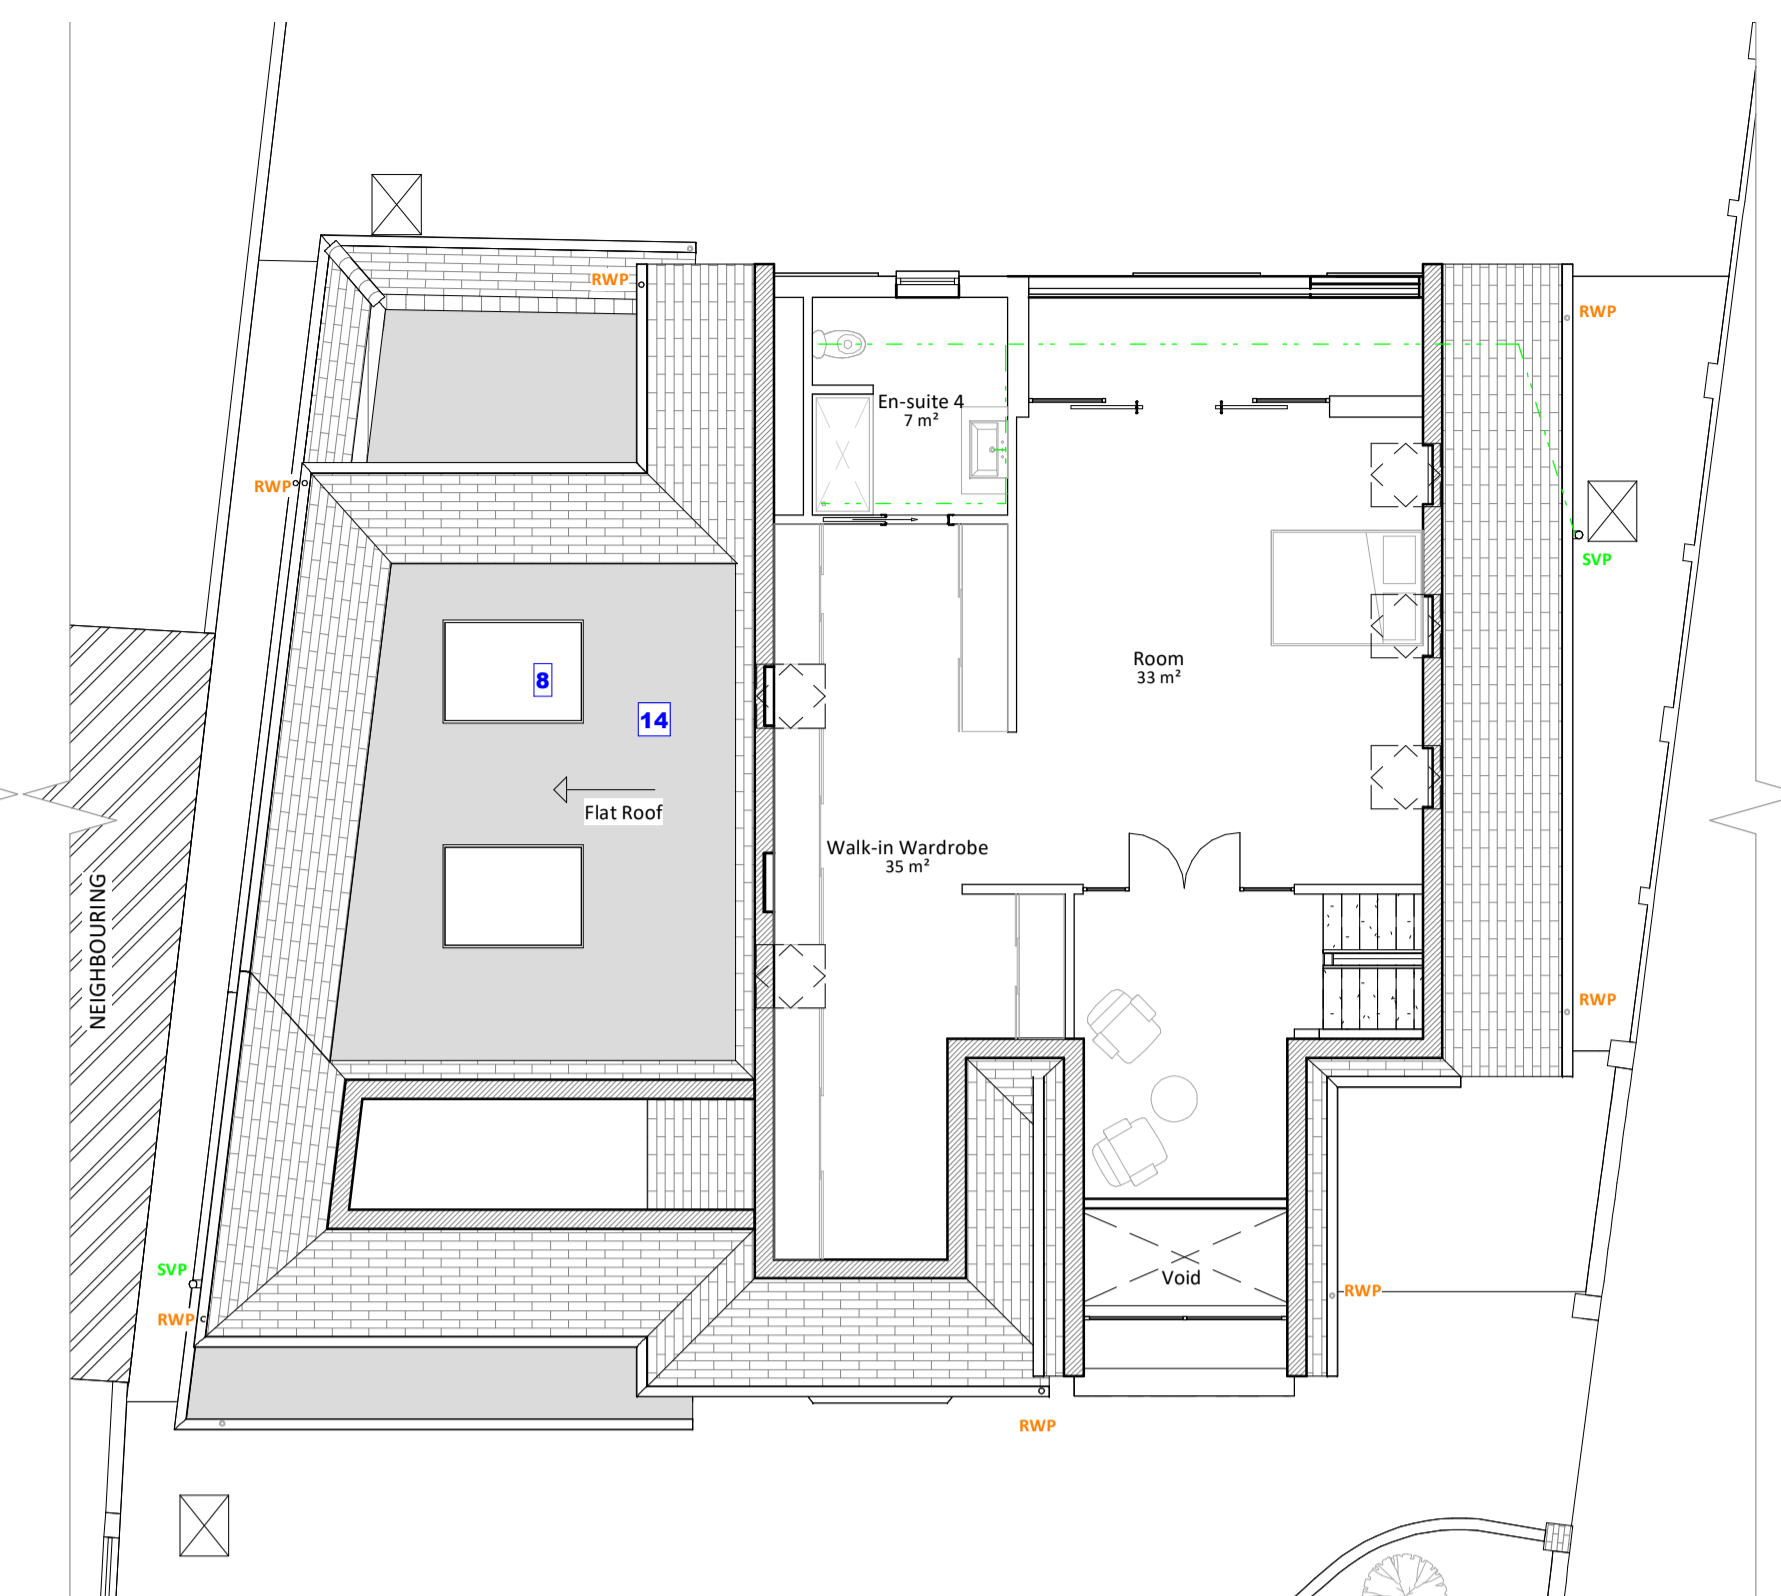 RWP
RWP
En-suite 4
7 m²
RWP
SVP
Room
33 m²
8
14
Flat Roof
Walk-in Wardrobe
35 m²
NEIGHBOURING
RWP
SVP
Void
RWP
RWP
RWP